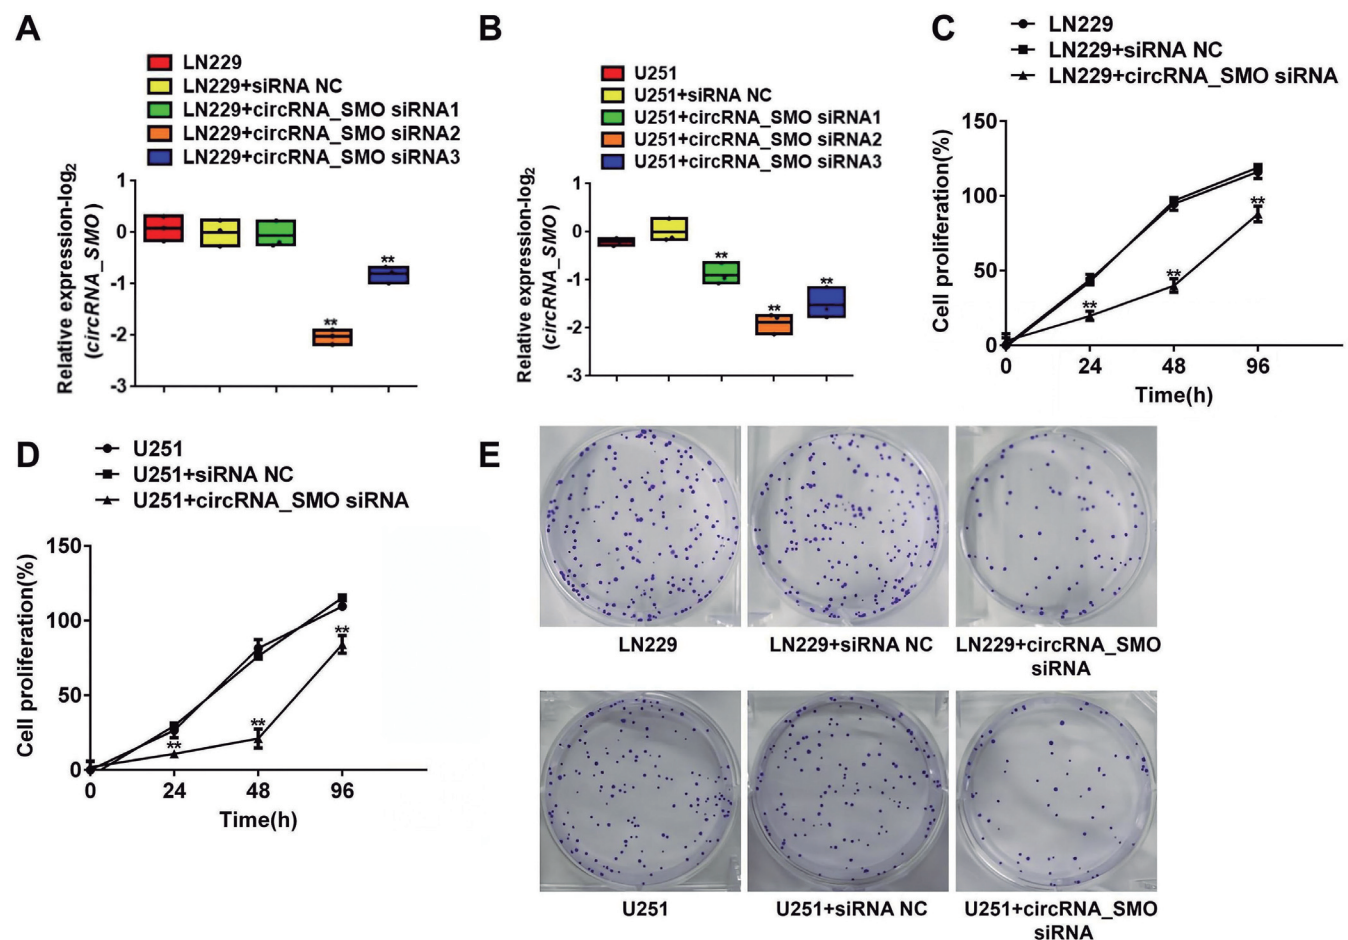 A
LN229
LN229+siRNA NC
LN229+circRNA_SMO siRNA1
LN229+circRNA_SMO siRNA2
LN229+circRNA_SMO siRNA3
Relative expression-log2
(circRNA_SMO)
1
0
-1
-2
-3
**
**
B
U251
U251+siRNA NC
U251+circRNA_SMO siRNA1
U251+circRNA_SMO siRNA2
U251+circRNA_SMO siRNA3
Relative expression-log2
(circRNA_SMO)
1
0
-1
-2
-3
**
**
**
C
LN229
LN229+siRNA NC
LN229+circRNA_SMO siRNA
Cell proliferation(%)
150
100
50
0
**
**
**
0 24 48 96
Time(h)
D
U251
U251+siRNA NC
U251+circRNA_SMO siRNA
Cell proliferation(%)
150
100
50
0
**
**
**
0 24 48 96
Time(h)
E
LN229
LN229+siRNA NC
LN229+circRNA_SMO
siRNA
U251
U251+siRNA NC
U251+circRNA_SMO
siRNA